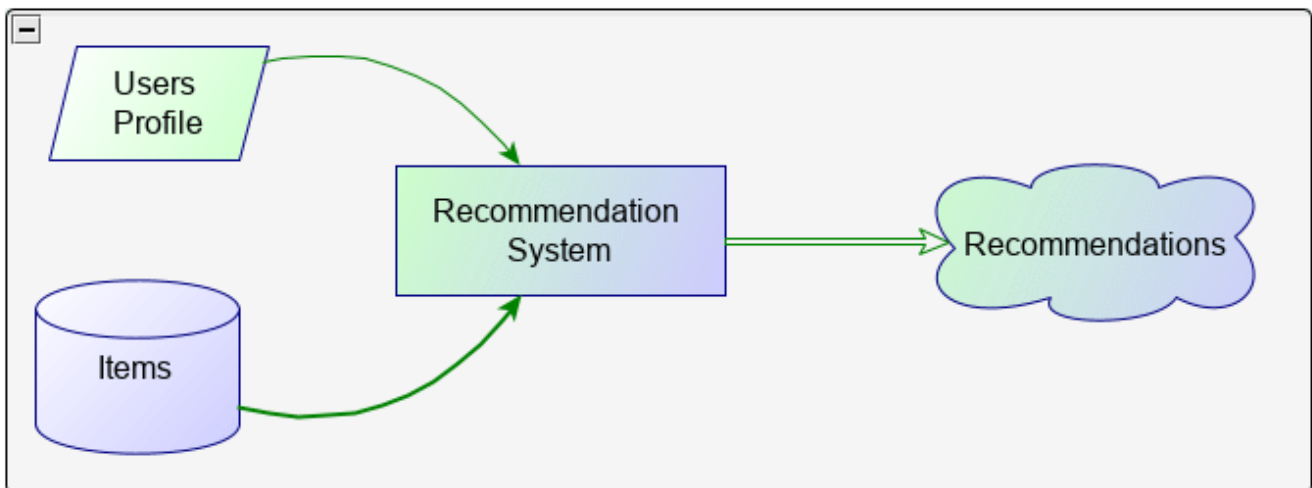 Users
Profile
Recommendation
System
Recommendations
Items